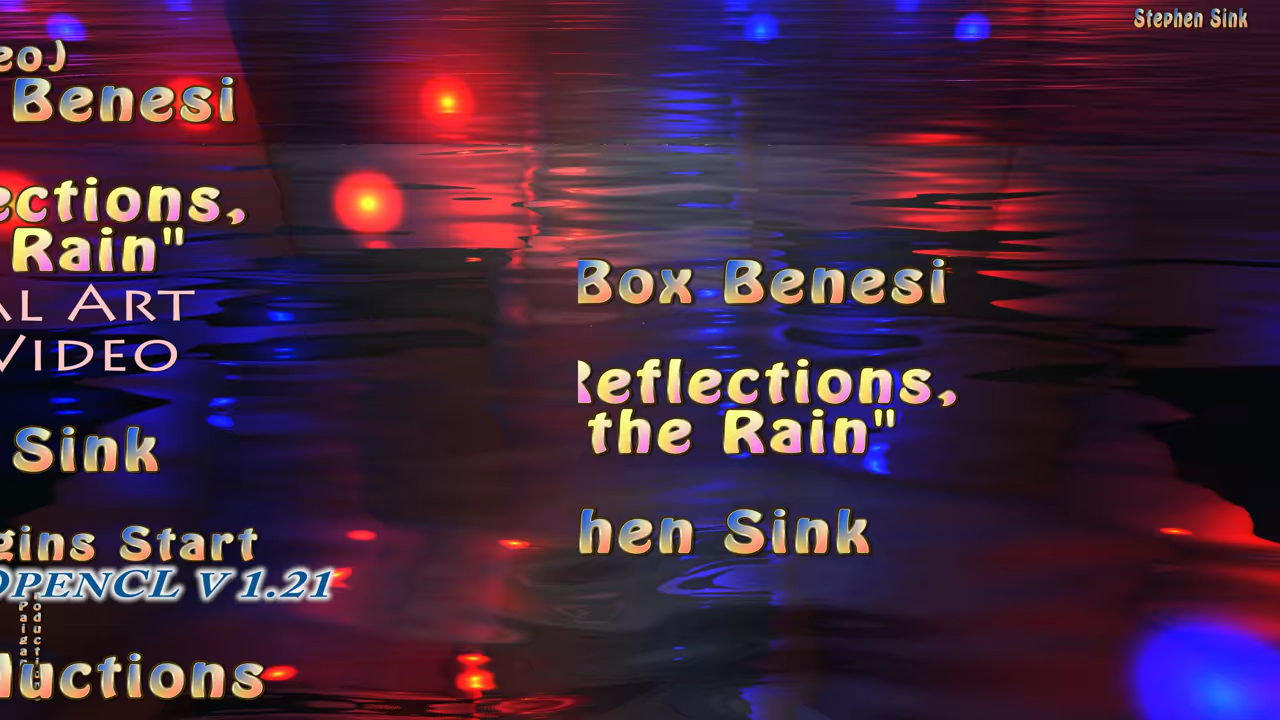 Stephen Sink
eo)
Benesi
ections,
Rain"
al Art
Video
Sink
gins Start
OpenCL v 1.21
uctions
Box Benesi
Reflections,
the Rain"
hen Sink